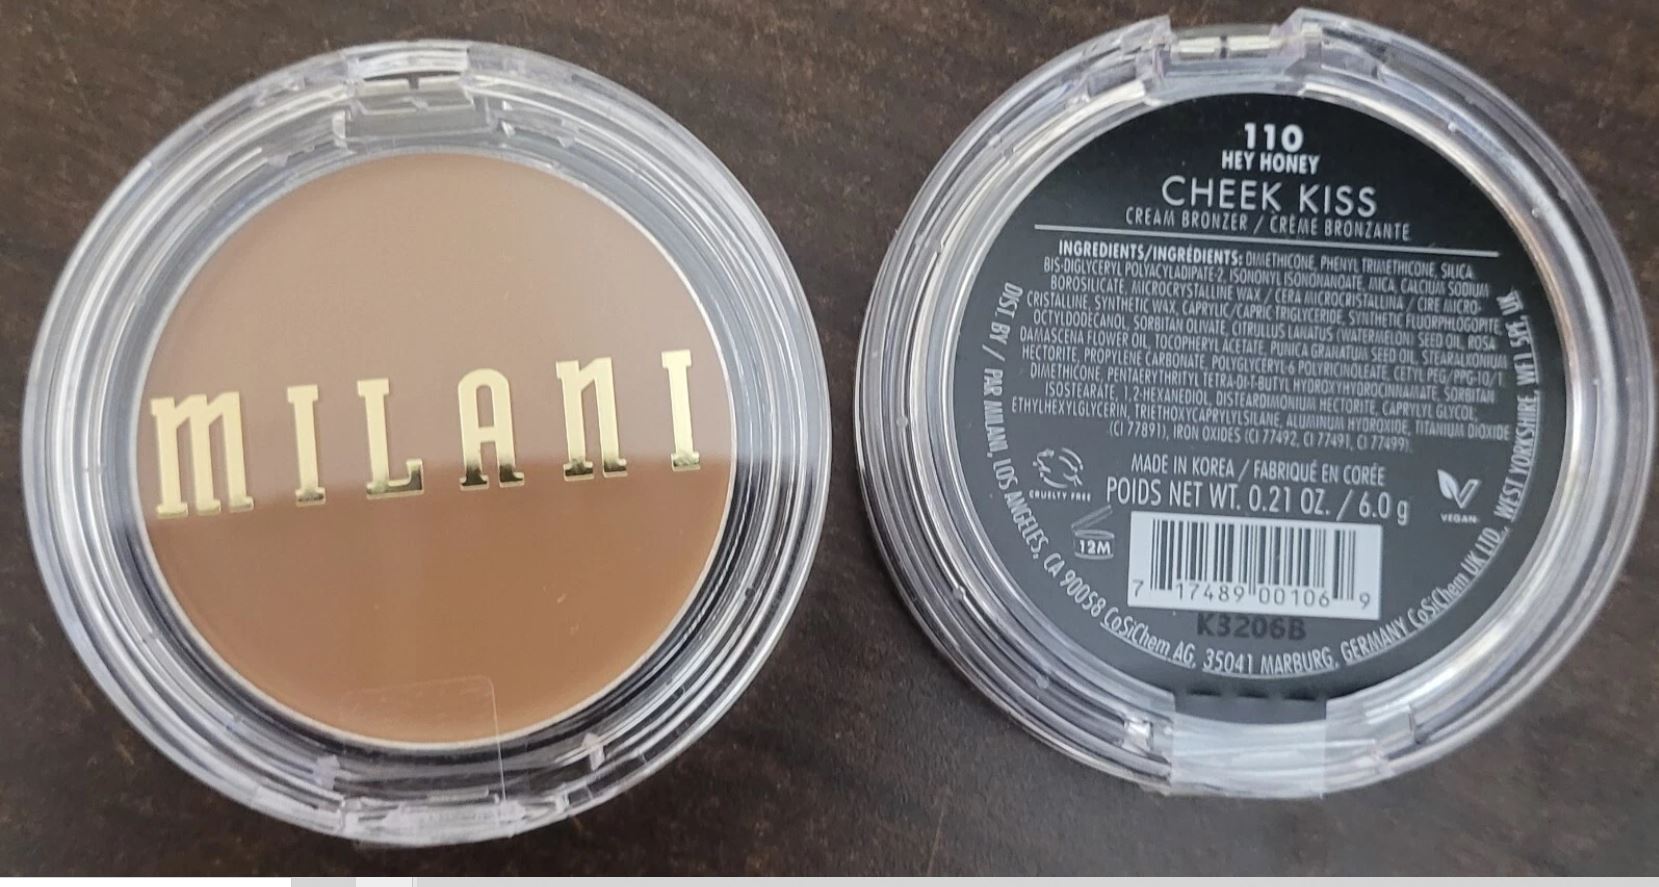 MILANI
110
HEY HONEY
CHEEK KISS
CREAM BRONZER / CRÈME BRONZANTE
INGREDIENTS/INGRÉDIENTS: DIMETHICONE, PHENYL TRIMETHICONE, SILICA
BIS-DIGLYCERYL POLYACYLADIPATE-2, ISONONYL ISONONANOATE, MICA, CALCIUM SODIUM
BOROSILICATE, MICROCRYSTALLINE WAX / CERA MICROCRISTALLINA / CIRE MICRO-
CRISTALLINE, SYNTHETIC WAX, CAPRYLIC/CAPRIC TRIGLYCERIDE, SYNTHETIC FLUORPHLOGOPITE,
OCTYLDODECANOL, SORBITAN OLIVATE, CITRULLUS LANATUS (WATERMELON) SEED OIL, ROSA
DAMASCENA FLOWER OIL, TOCOPHERYL ACETATE, PUNICA GRANATUM SEED OIL, STEARALKONIUM
HECTORITE, PROPYLENE CARBONATE, POLYGLYCERYL-6 POLYRICINOLEATE, CETYL PEG/PPG-10/1
DIMETHICONE, PENTAERYTHRITYL TETRA-DI-T-BUTYL HYDROXYHYDROCINNAMATE, SORBITAN
ISOSTEARATE, 1,2-HEXANEDIOL, DISTEARDIMONIUM HECTORITE, CAPRYLYL GLYCOL,
ETHYLHEXYLGLYCERIN, TRIETHOXYCAPRYLYLSILANE, ALUMINUM HYDROXIDE, TITANIUM DIOXIDE
(CI 77891), IRON OXIDES (CI 77492, CI 77491, CI 77499).
MADE IN KOREA / FABRIQUÉ EN CORÉE
CRUELTY FREE
POIDS NET WT. 0.21 OZ. / 6.0 g
VEGAN
12M
7 17489 00106 9
K3206B
DIST. BY / PAR MILANI, LOS ANGELES, CA 90058 CoSiChem AG, 35041 MARBURG, GERMANY CoSiChem UK LTD, WEST YORKSHIRE, WF1 5PE, UK